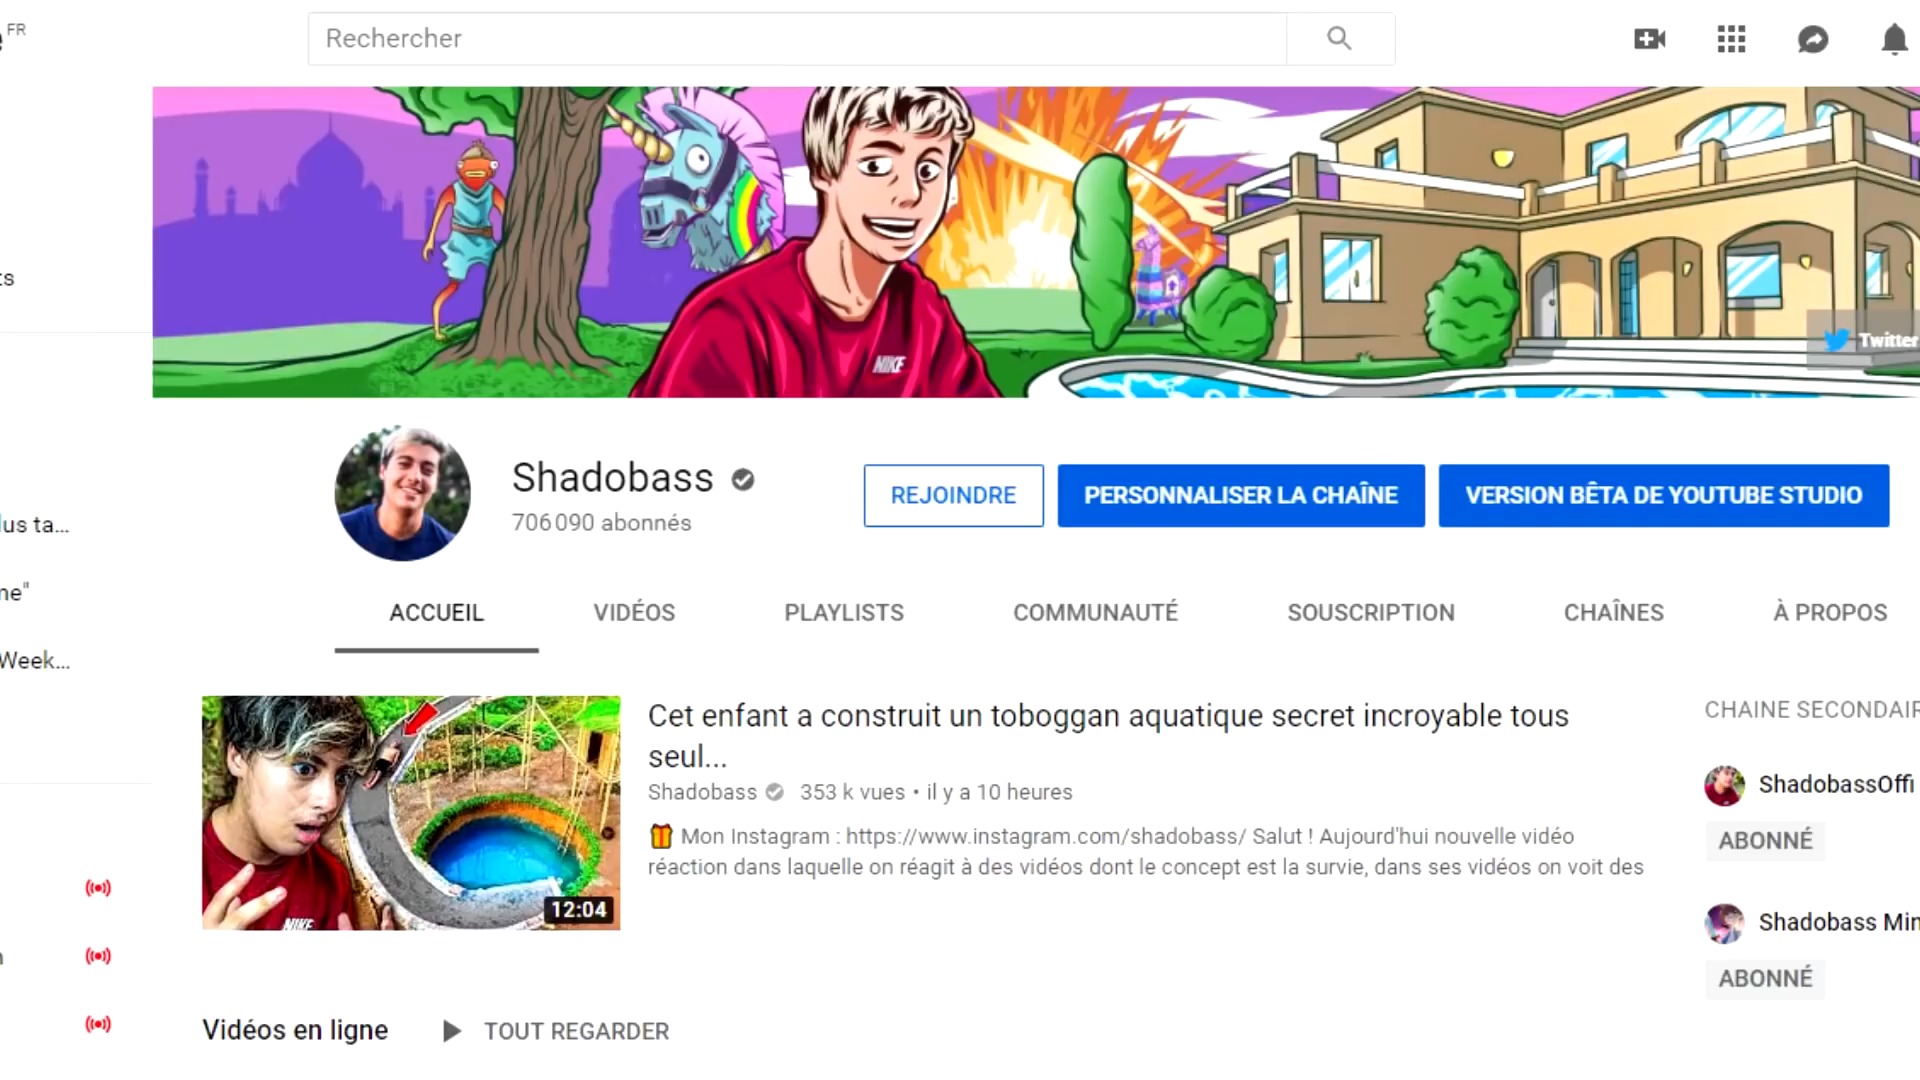 FR
Rechercher
NIKE
Twitter
Shadobass
706 090 abonnés
REJOINDRE
PERSONNALISER LA CHAÎNE
VERSION BÊTA DE YOUTUBE STUDIO
lus ta...
ne"
Week...
ACCUEIL
VIDÉOS
PLAYLISTS
COMMUNAUTÉ
SOUSCRIPTION
CHAÎNES
À PROPOS
12:04
NIKE
Cet enfant a construit un toboggan aquatique secret incroyable tous
seul...
Shadobass 353 k vues • il y a 10 heures
Mon Instagram : https://www.instagram.com/shadobass/ Salut ! Aujourd'hui nouvelle vidéo
réaction dans laquelle on réagit à des vidéos dont le concept est la survie, dans ses vidéos on voit des
CHAINE SECONDAIR
ShadobassOffi
ABONNÉ
Shadobass Min
ABONNÉ
Vidéos en ligne
TOUT REGARDER